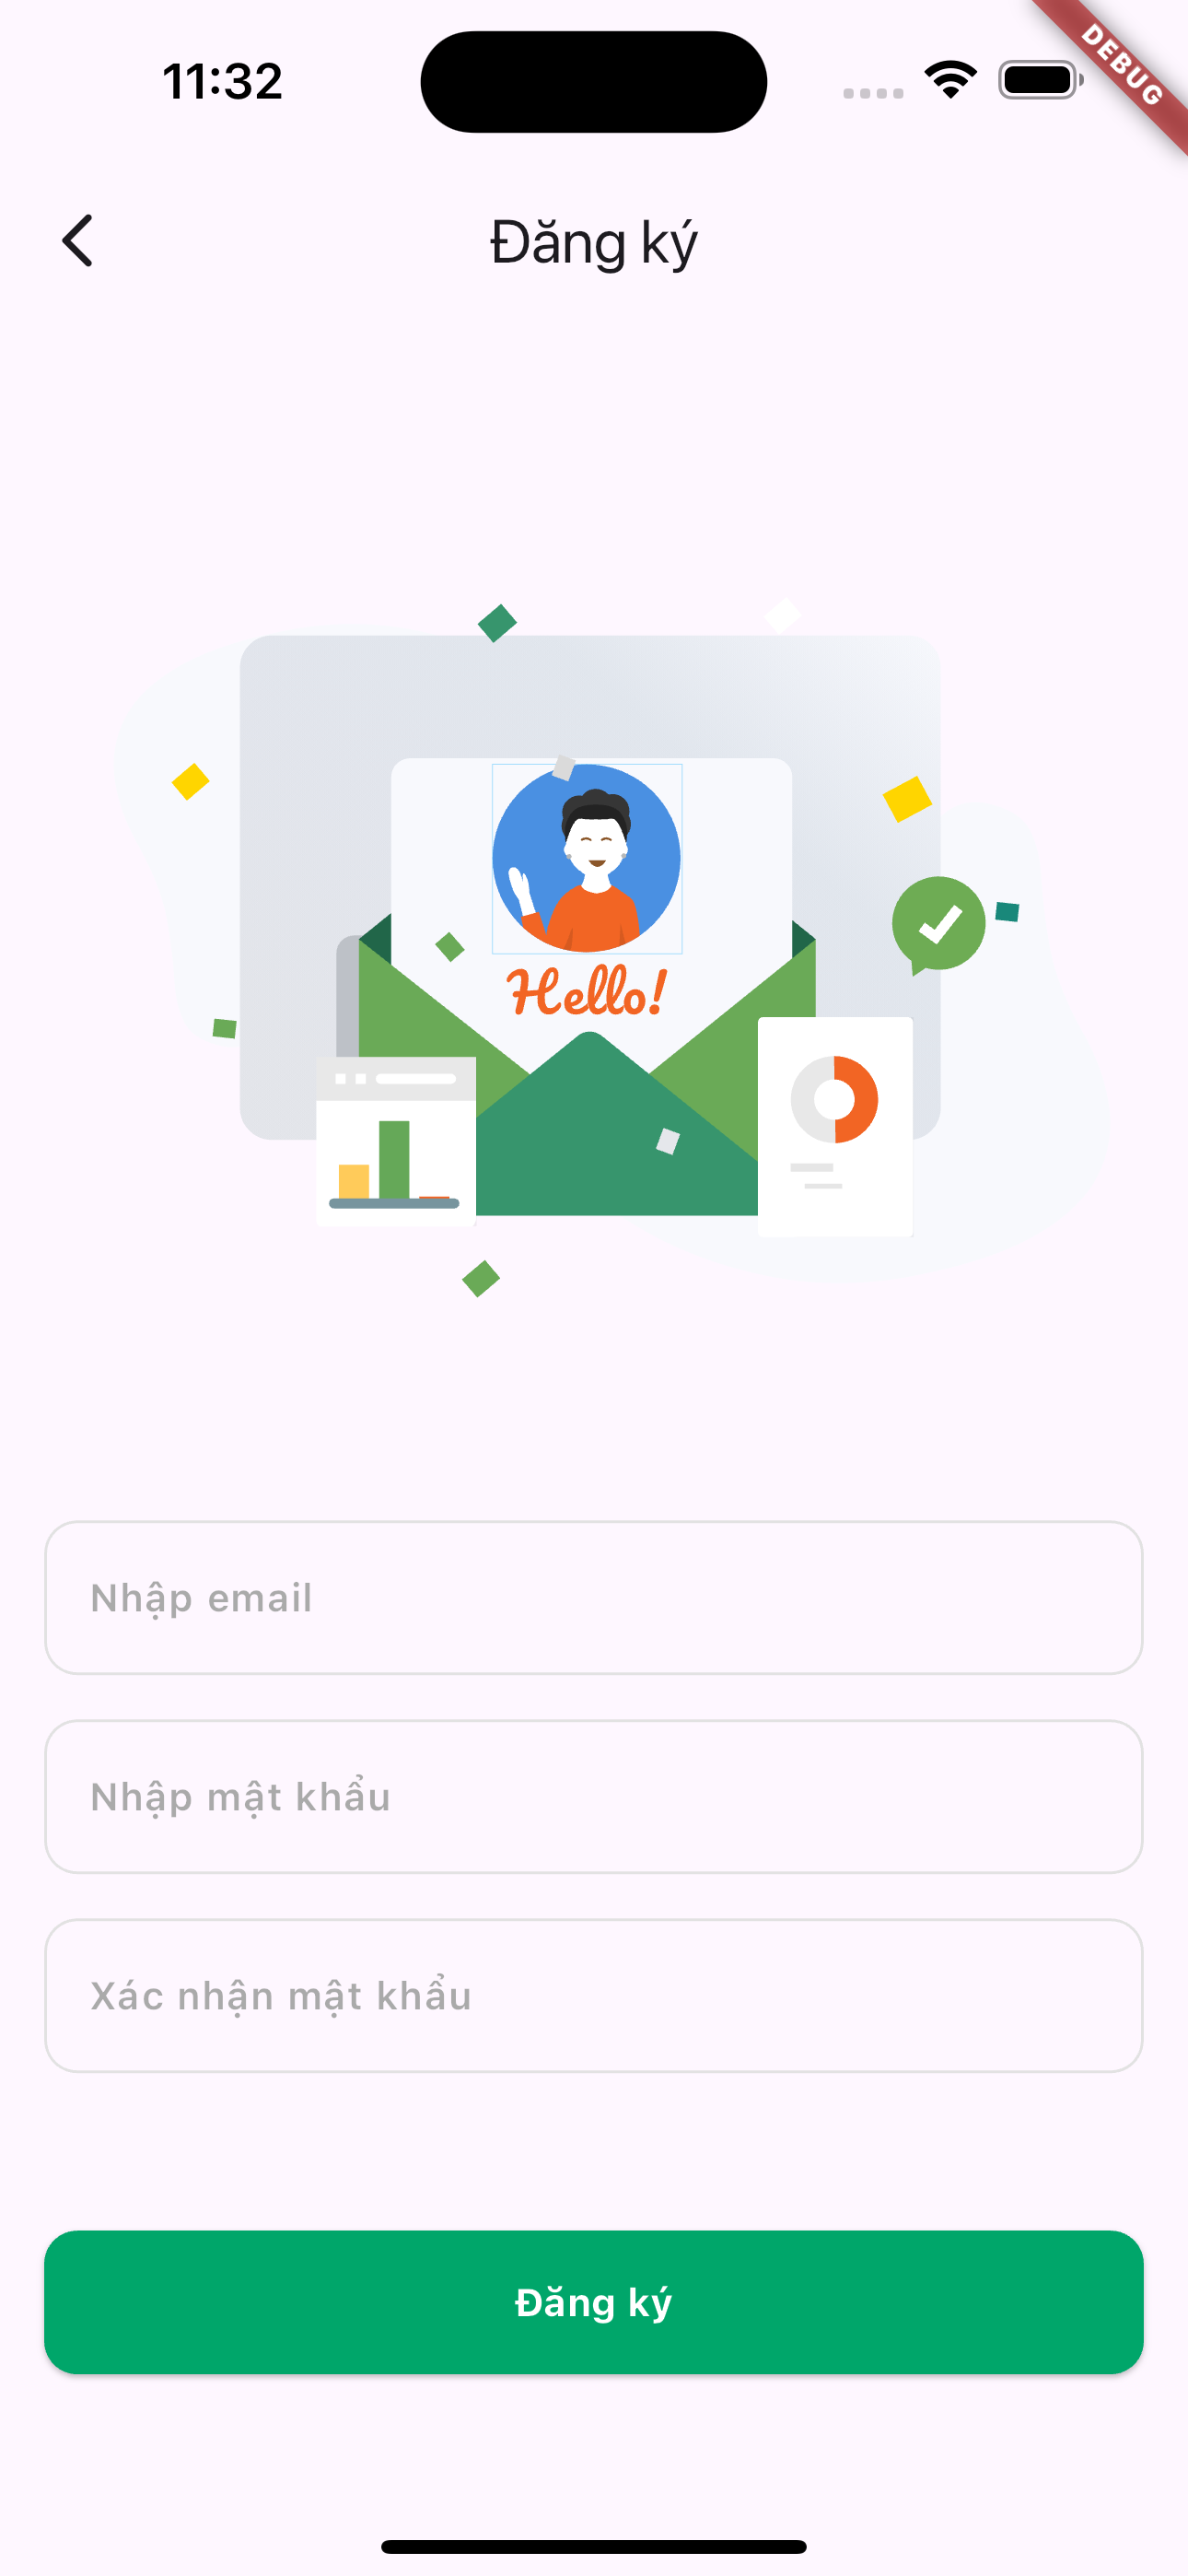 11:32
DEBUG
Đăng ký
Hello!
Nhập email
Nhập mật khẩu
Xác nhận mật khẩu
Đăng ký